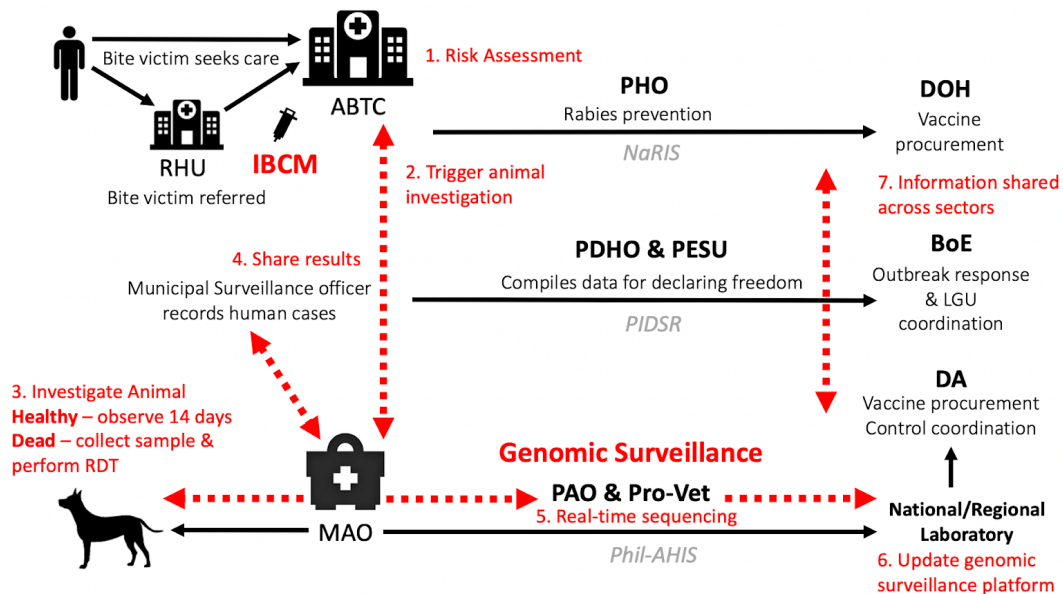 Bite victim seeks care
ABTC
RHU
Bite victim referred
IBCM
1. Risk Assessment
PHO
Rabies prevention
NaRIS
DOH
Vaccine
procurement
2. Trigger animal
investigation
7. Information shared
across sectors
4. Share results
Municipal Surveillance officer
records human cases
PDHO & PESU
Compiles data for declaring freedom
PIDSR
BoE
Outbreak response
& LGU
coordination
3. Investigate Animal
Healthy – observe 14 days
Dead – collect sample &
perform RDT
MAO
Genomic Surveillance
PAO & Pro-Vet
5. Real-time sequencing
Phil-AHIS
DA
Vaccine procurement
Control coordination
National/Regional
Laboratory
6. Update genomic
surveillance platform